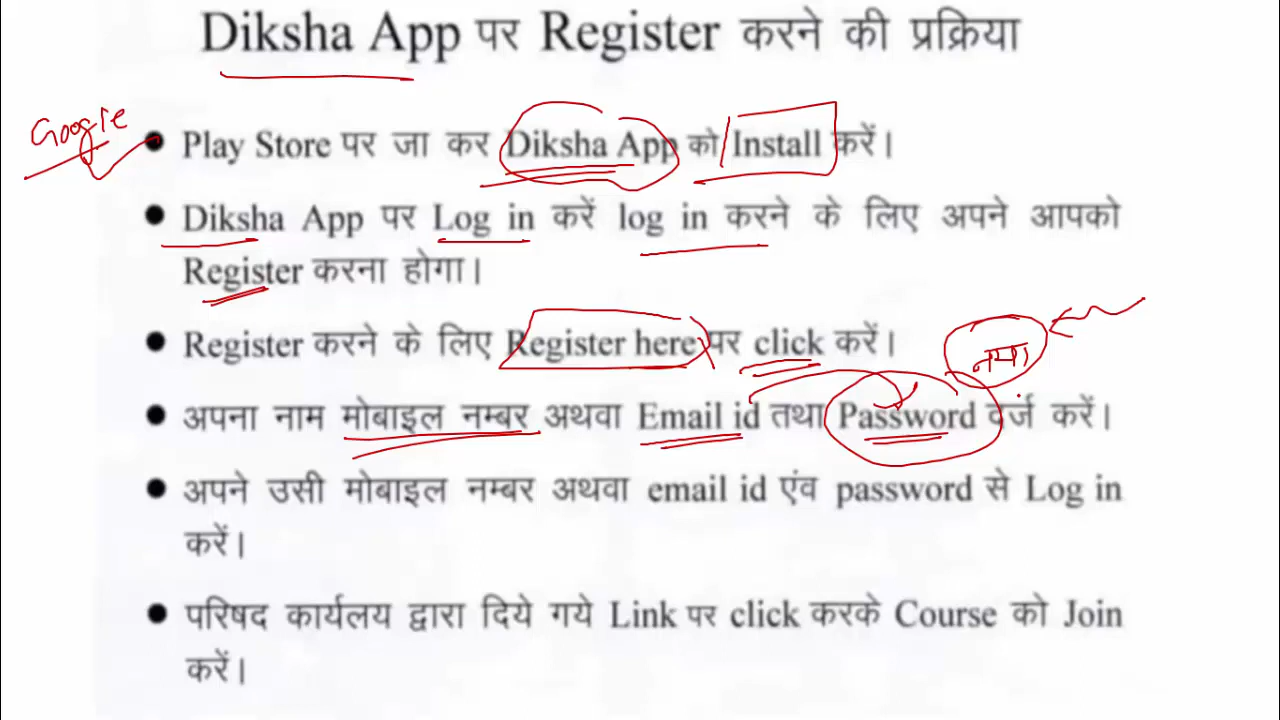 Diksha App पर Register करने की प्रक्रिया
Google
● Play Store पर जा कर Diksha App को Install करें।
● Diksha App पर Log in करें log in करने के लिए अपने आपको
Register करना होगा।
● Register करने के लिए Register here पर click करें।
नया
● अपना नाम मोबाइल नम्बर अथवा Email id तथा Password दर्ज करें।
● अपने उसी मोबाइल नम्बर अथवा email id एंव password से Log in
करें।
● परिषद कार्यलय द्वारा दिये गये Link पर click करके Course को Join
करें।